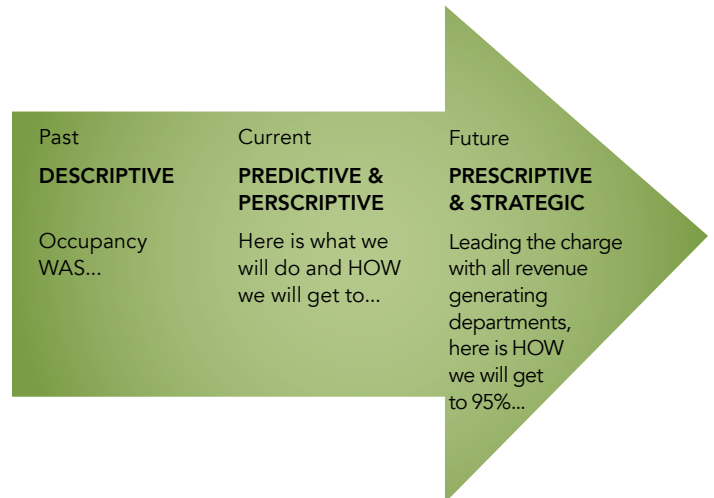 Past
DESCRIPTIVE
Occupancy
WAS...
Current
PREDICTIVE &
PERSCRIPTIVE
Here is what we
will do and HOW
we will get to...
Future
PRESCRIPTIVE
& STRATEGIC
Leading the charge
with all revenue
generating
departments,
here is HOW
we will get
to 95%...